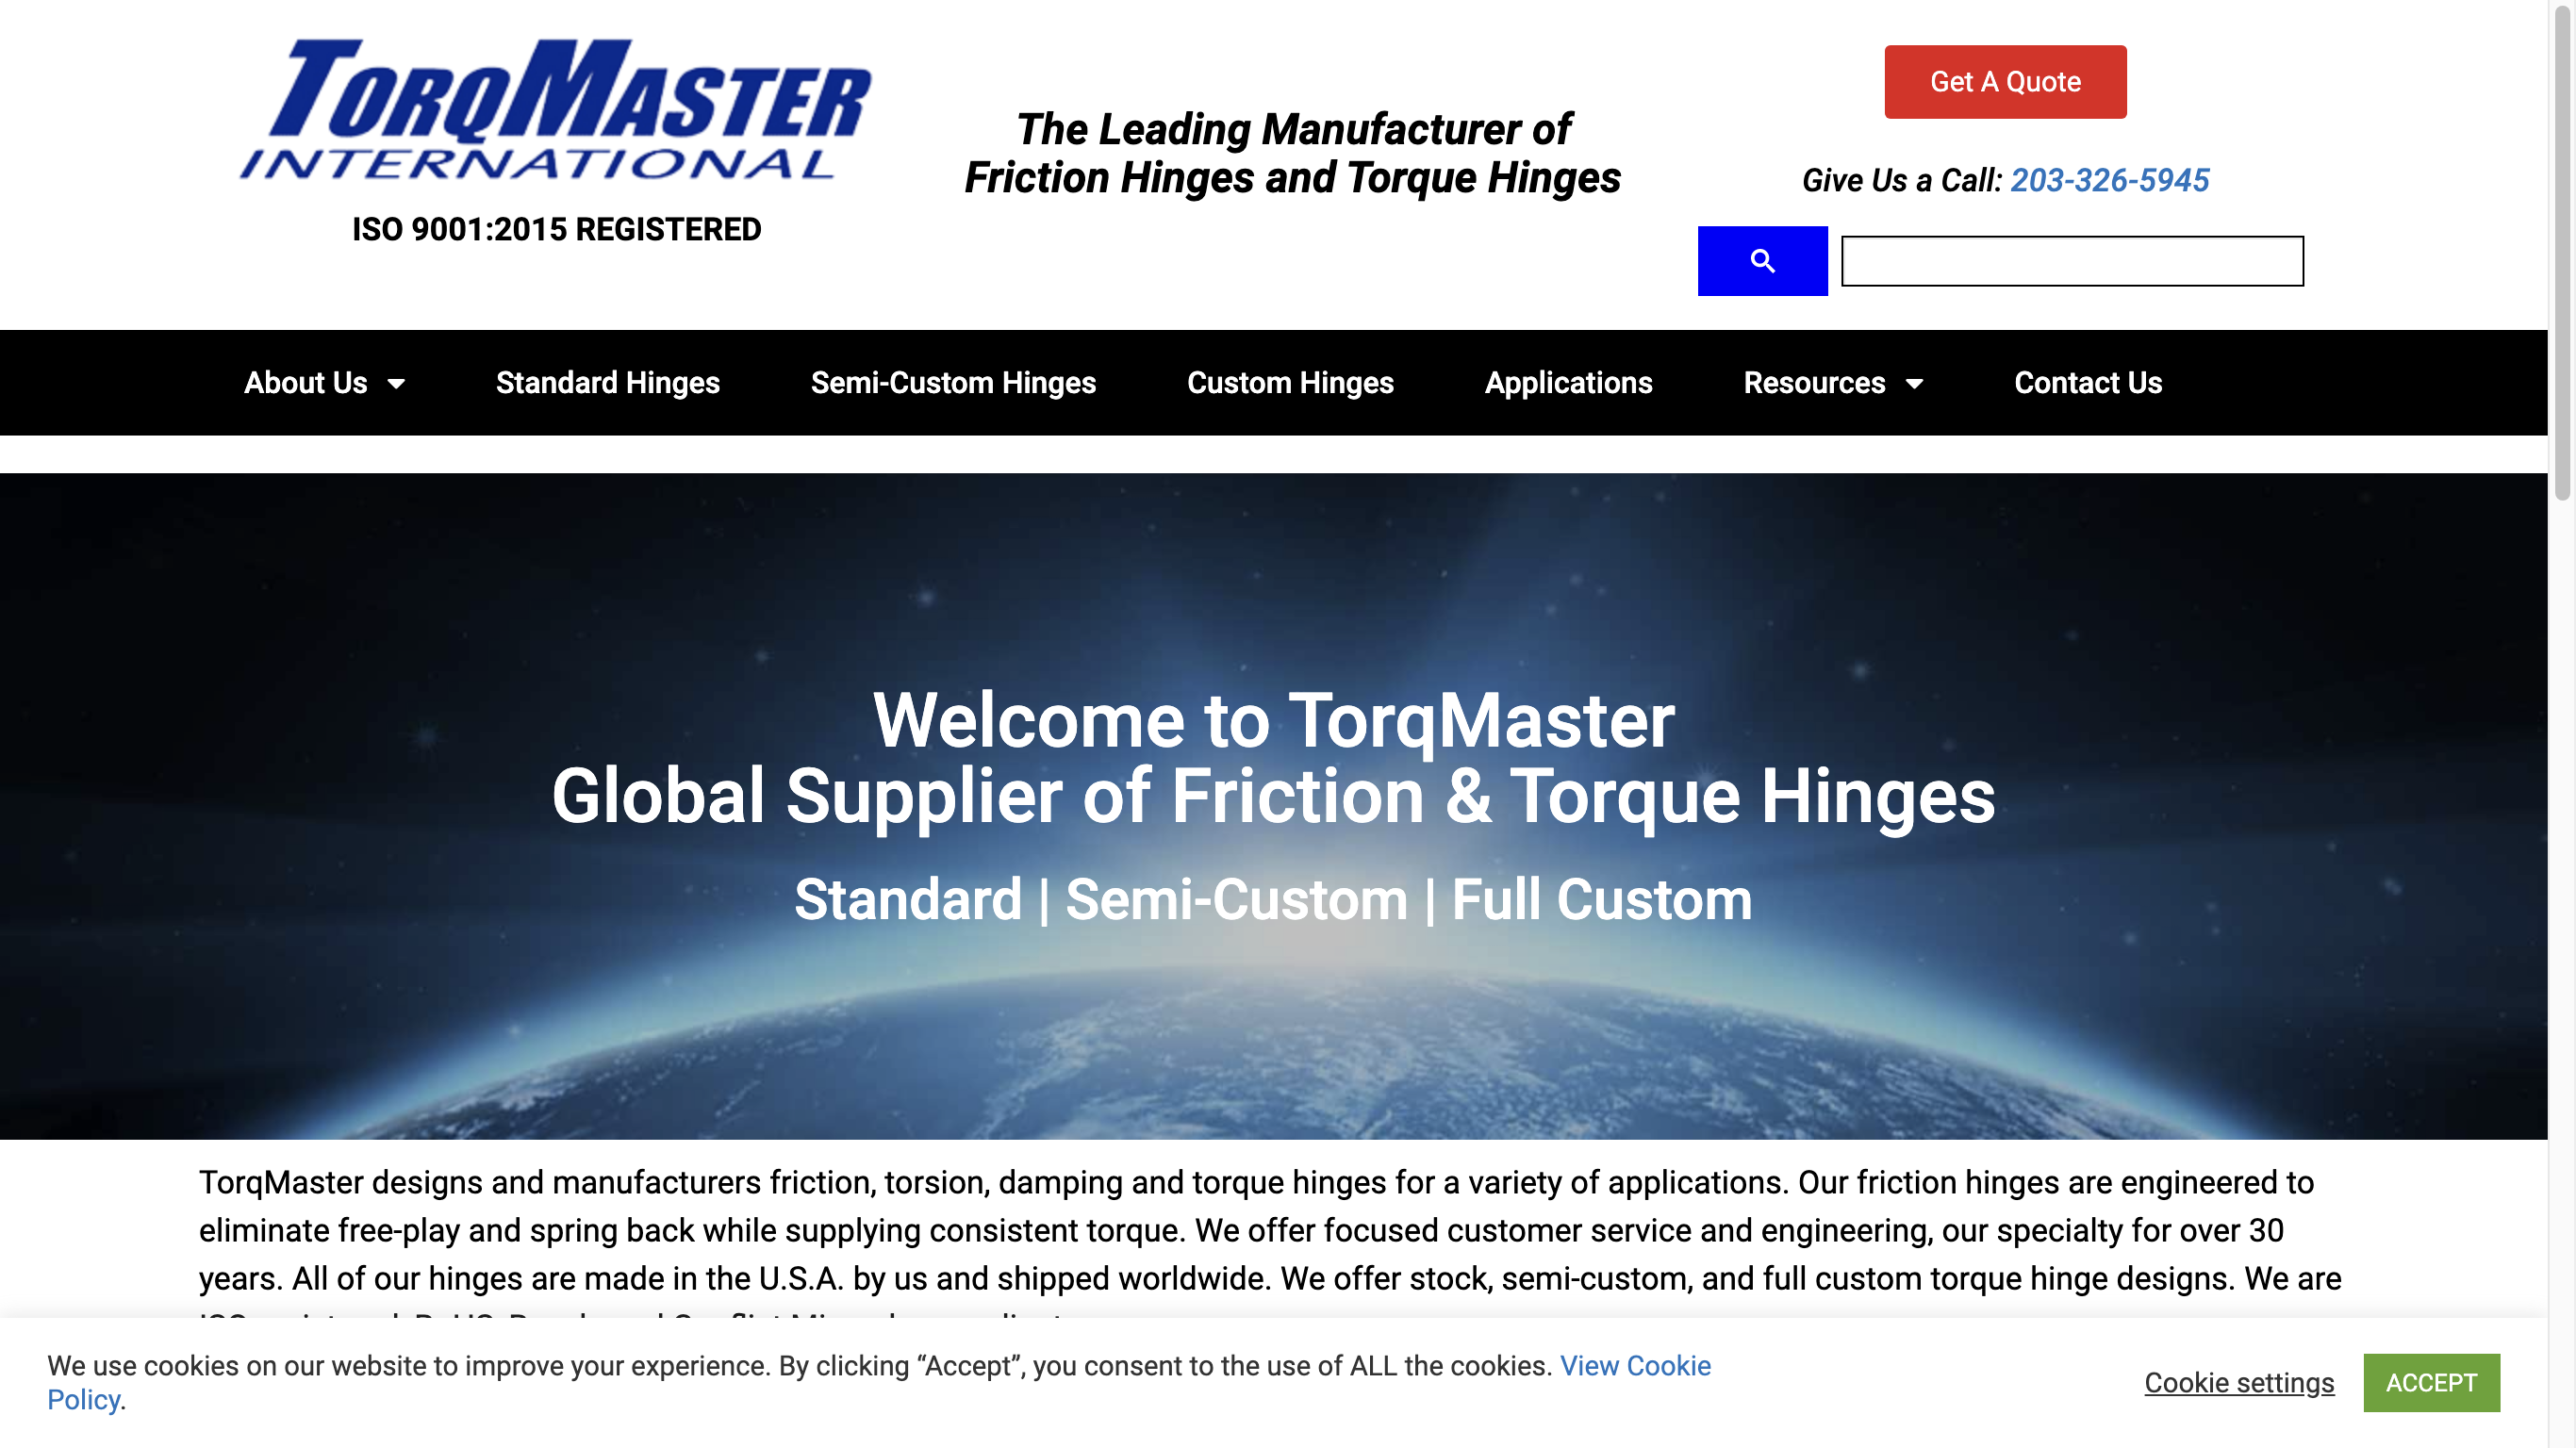 TORQMASTER
INTERNATIONAL
ISO 9001:2015 REGISTERED
The Leading Manufacturer of
Friction Hinges and Torque Hinges
Get A Quote
Give Us a Call: 203-326-5945
About Us
Standard Hinges
Semi-Custom Hinges
Custom Hinges
Applications
Resources
Contact Us
Welcome to TorqMaster
Global Supplier of Friction & Torque Hinges
Standard | Semi-Custom | Full Custom
TorqMaster designs and manufacturers friction, torsion, damping and torque hinges for a variety of applications. Our friction hinges are engineered to
eliminate free-play and spring back while supplying consistent torque. We offer focused customer service and engineering, our specialty for over 30
years. All of our hinges are made in the U.S.A. by us and shipped worldwide. We offer stock, semi-custom, and full custom torque hinge designs. We are
We use cookies on our website to improve your experience. By clicking “Accept”, you consent to the use of ALL the cookies. View Cookie
Policy.
Cookie settings
ACCEPT